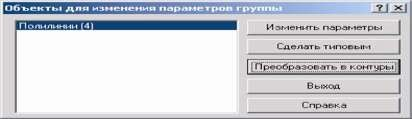 Объекты для изменения параметров группы
Полилинии (4)
Изменить параметры
Сделать типовым
Преобразовать в контуры
Выход
Справка